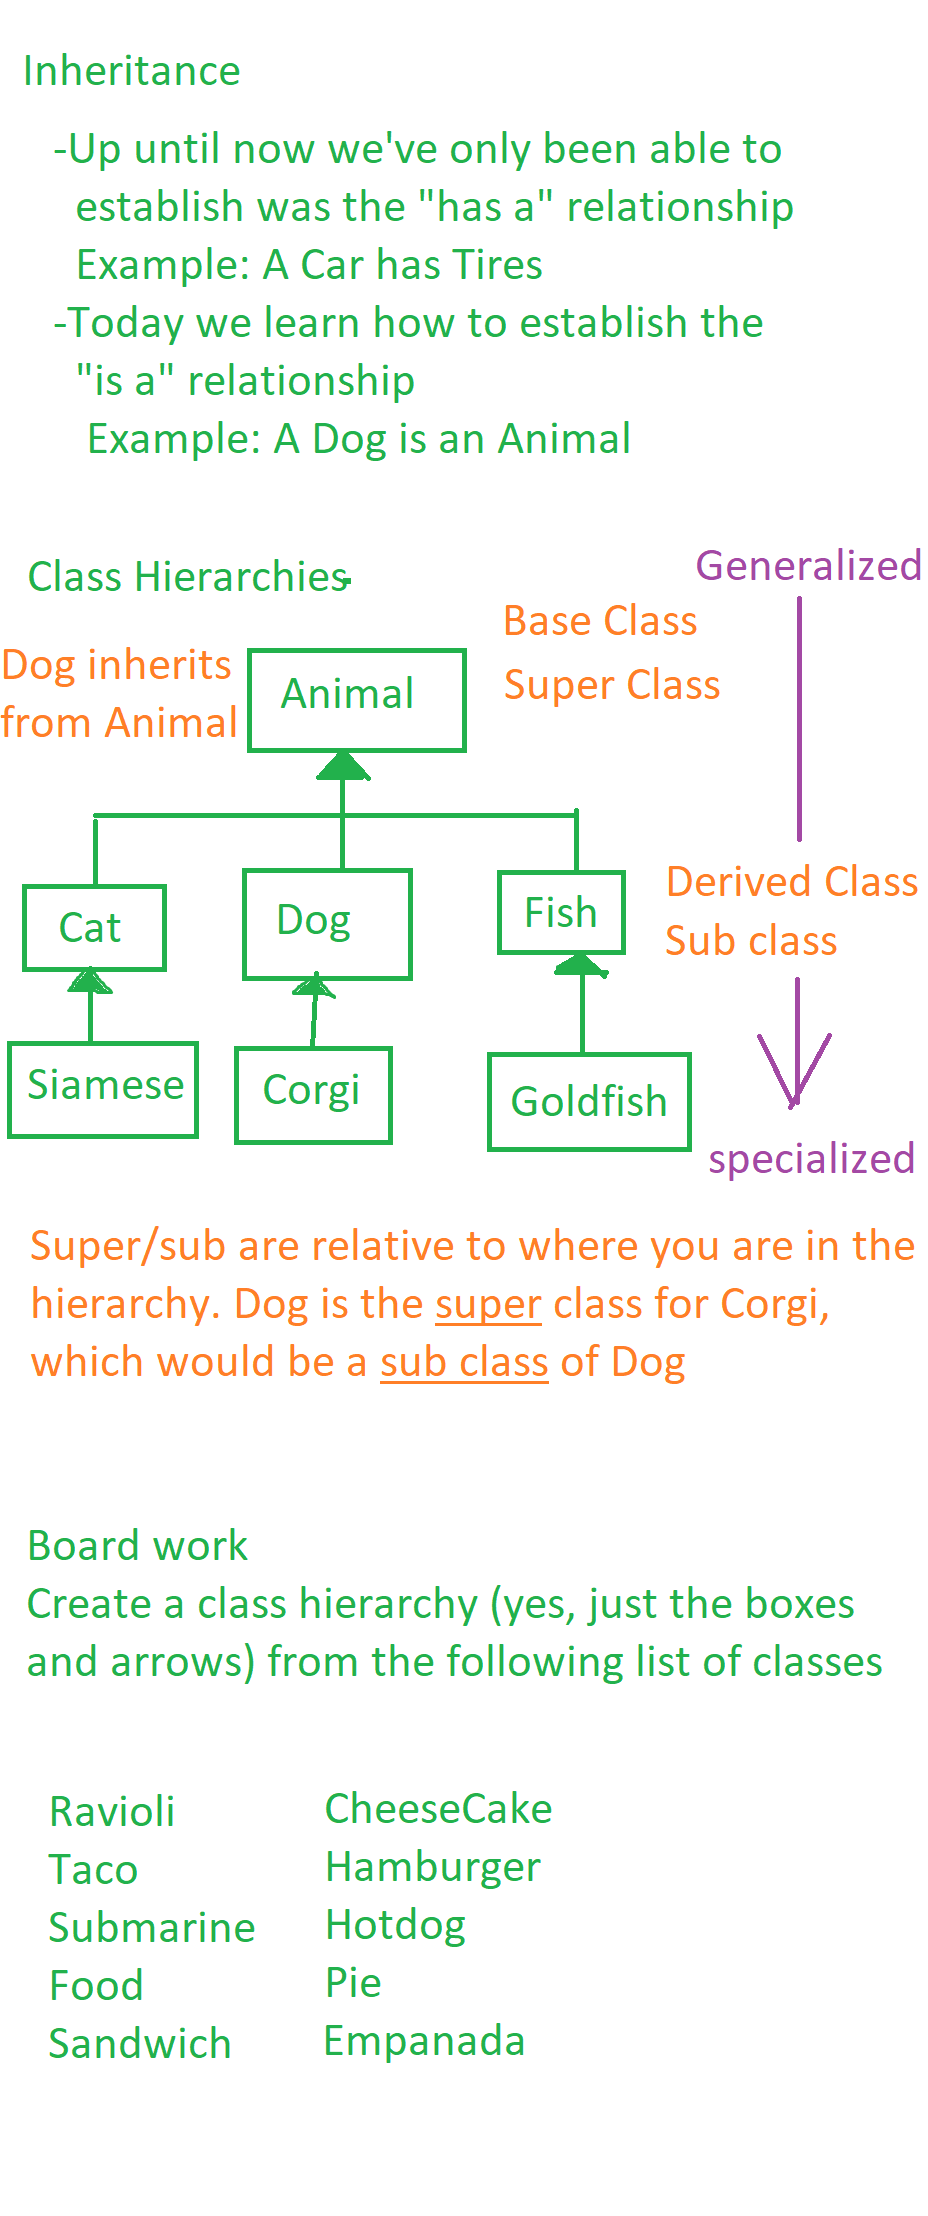 Inheritance
-Up until now we've only been able to
establish was the "has a" relationship
Example: A Car has Tires
-Today we learn how to establish the
"is a" relationship
Example: A Dog is an Animal
Class Hierarchies
Generalized
Base Class
Super Class
Dog inherits
from Animal
Animal
Cat
Dog
Fish
Derived Class
Sub class
Siamese
Corgi
Goldfish
specialized
Super/sub are relative to where you are in the
hierarchy. Dog is the super class for Corgi,
which would be a sub class of Dog
Board work
Create a class hierarchy (yes, just the boxes
and arrows) from the following list of classes
Ravioli
Taco
Submarine
Food
Sandwich
CheeseCake
Hamburger
Hotdog
Pie
Empanada